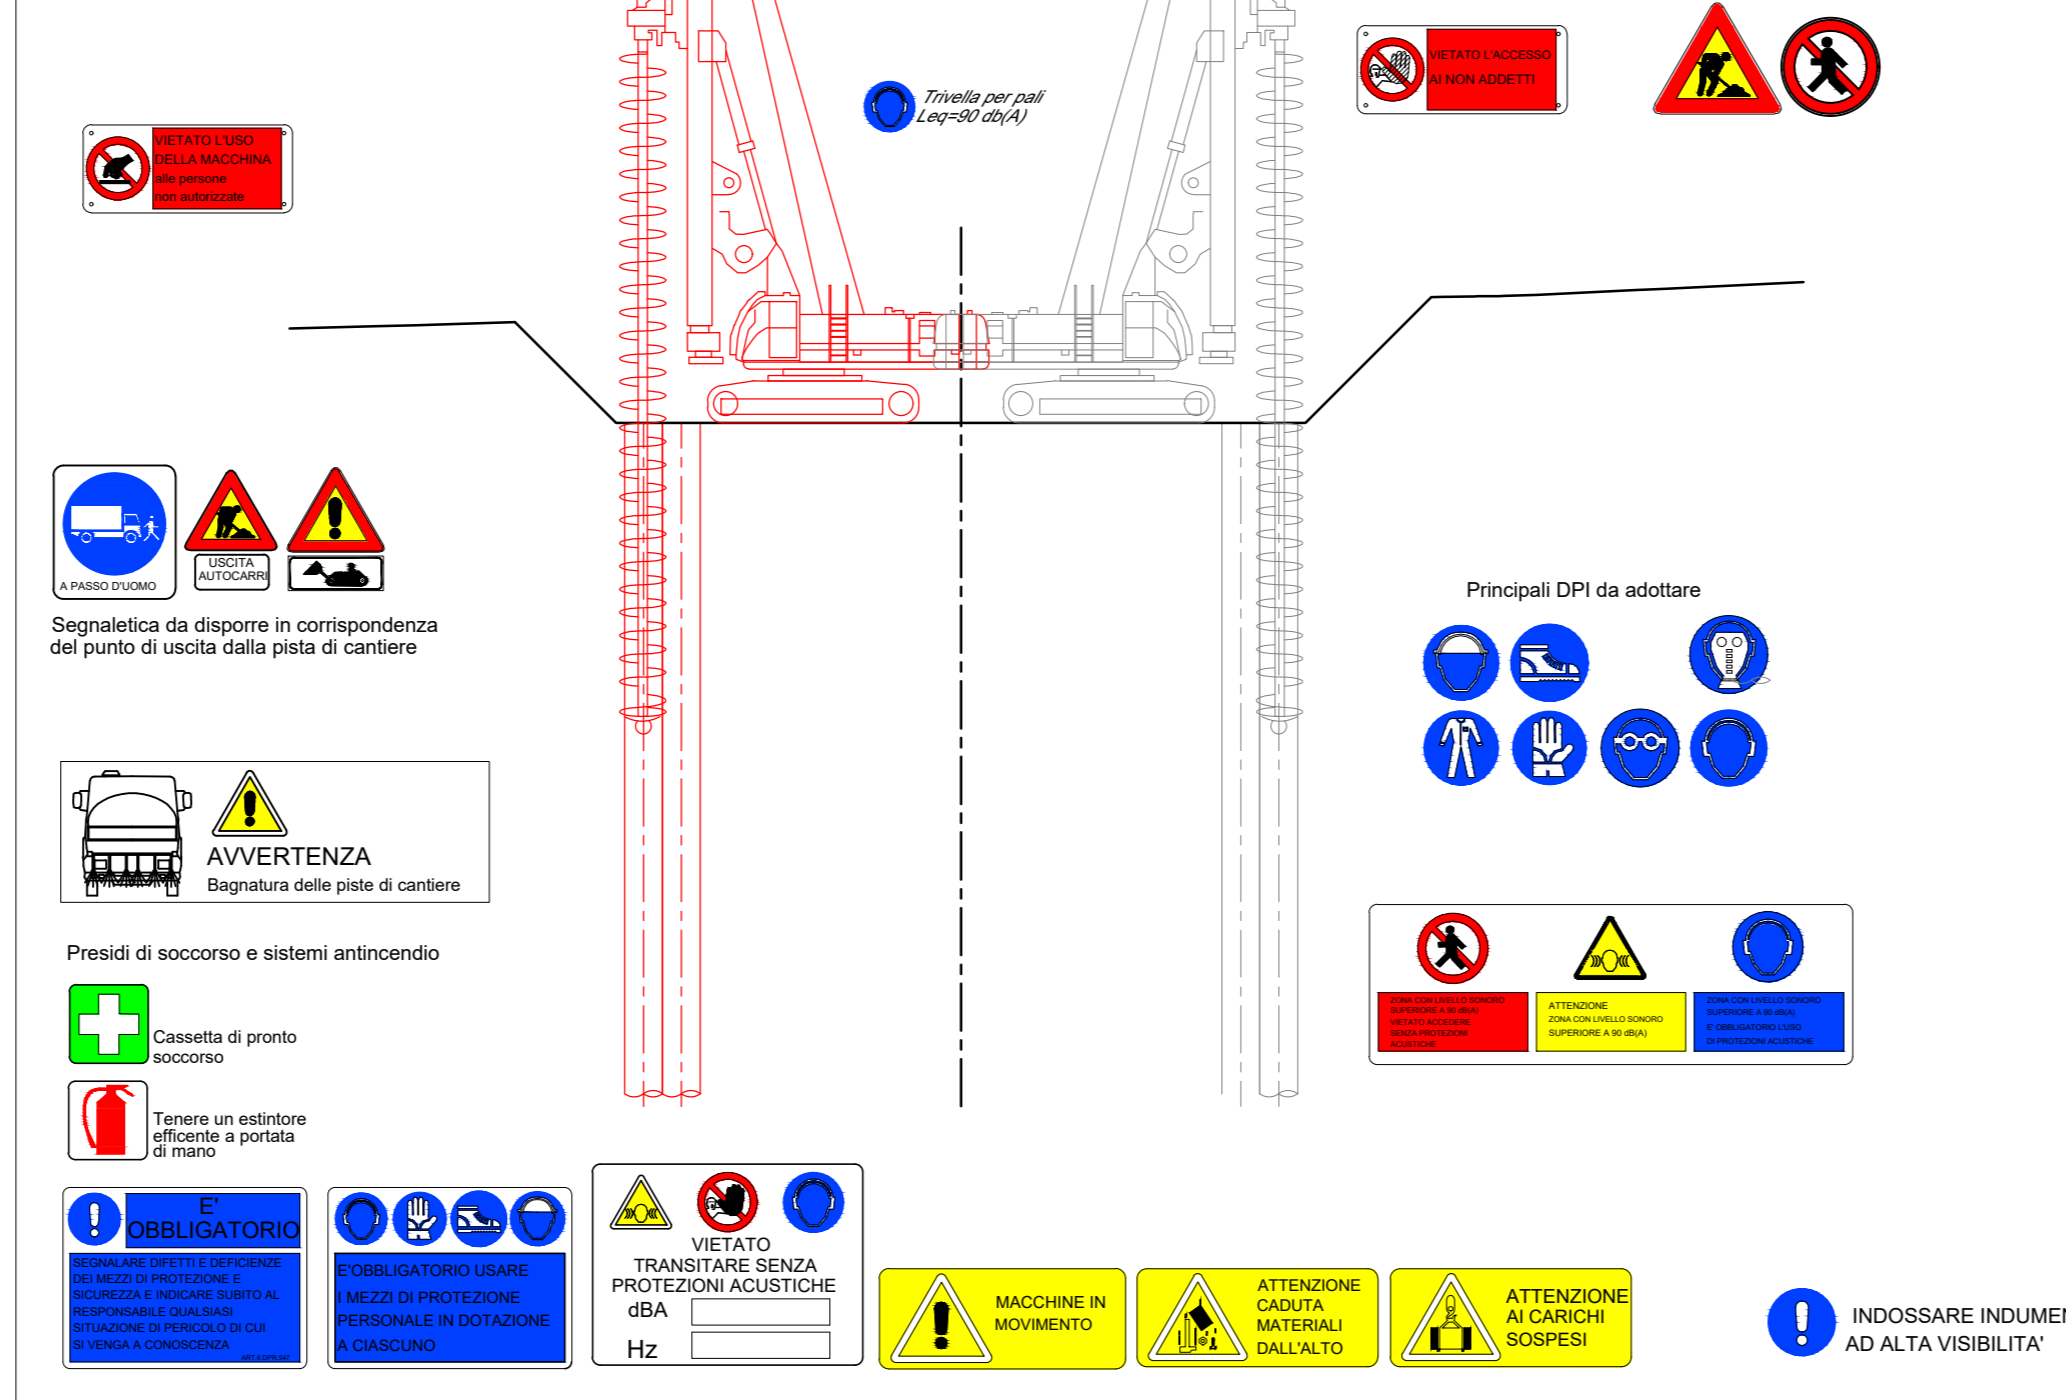 VIETATO L'ACCESSO
AI NON ADDETTI
Trivella per pali
Leq=90 db(A)
VIETATO L'USO
DELLA MACCHINA
alle persone
non autorizzate
A PASSO D'UOMO
USCITA
AUTOCARRI
Segnaletica da disporre in corrispondenza
del punto di uscita dalla pista di cantiere
Principali DPI da adottare
AVVERTENZA
Bagnatura delle piste di cantiere
Presidi di soccorso e sistemi antincendio
Cassetta di pronto
soccorso
Tenere un estintore
efficente a portata
di mano
ZONA CON LIVELLO SONORO
SUPERIORE A 90 dB(A)
VIETATO ACCEDERE
SENZA PROTEZIONI
ACUSTICHE
ATTENZIONE
ZONA CON LIVELLO SONORO
SUPERIORE A 90 dB(A)
ZONA CON LIVELLO SONORO
SUPERIORE A 90 dB(A)
E' OBBLIGATORIO L'USO
DI PROTEZIONI ACUSTICHE
E'
OBBLIGATORIO
SEGNALARE DIFETTI E DEFICIENZE
DEI MEZZI DI PROTEZIONE E
SICUREZZA E INDICARE SUBITO AL
RESPONSABILE QUALSIASI
SITUAZIONE DI PERICOLO DI CUI
SI VENGA A CONOSCENZA
ART.6 DPR.547
E'OBBLIGATORIO USARE
I MEZZI DI PROTEZIONE
PERSONALE IN DOTAZIONE
A CIASCUNO
VIETATO
TRANSITARE SENZA
PROTEZIONI ACUSTICHE
dBA
Hz
MACCHINE IN
MOVIMENTO
ATTENZIONE
CADUTA
MATERIALI
DALL'ALTO
ATTENZIONE
AI CARICHI
SOSPESI
INDOSSARE INDUMEN
AD ALTA VISIBILITA'